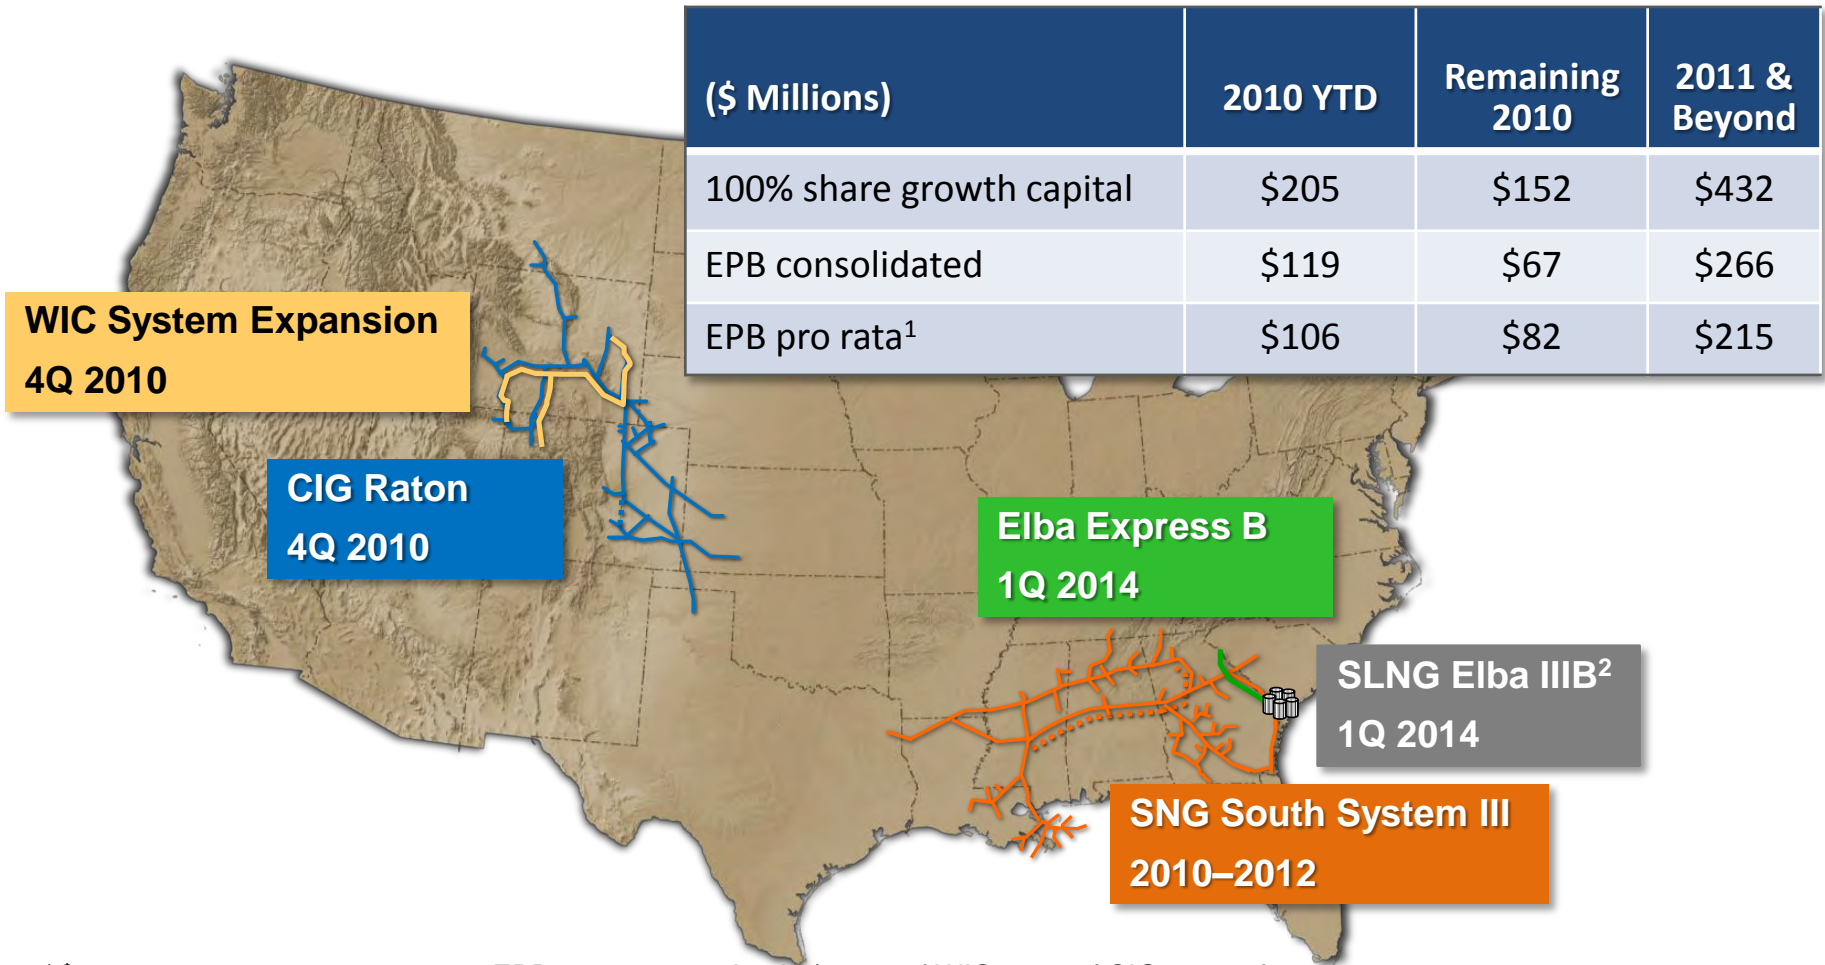 ($ Millions) 2010 YTD Remaining 2010 2011 & Beyond
100% share growth capital $205 $152 $432
EPB consolidated $119 $67 $266
EPB pro rata¹ $106 $82 $215
WIC System Expansion
4Q 2010
CIG Raton
4Q 2010
Elba Express B
1Q 2014
SLNG Elba IIIB²
1Q 2014
SNG South System III
2010–2012